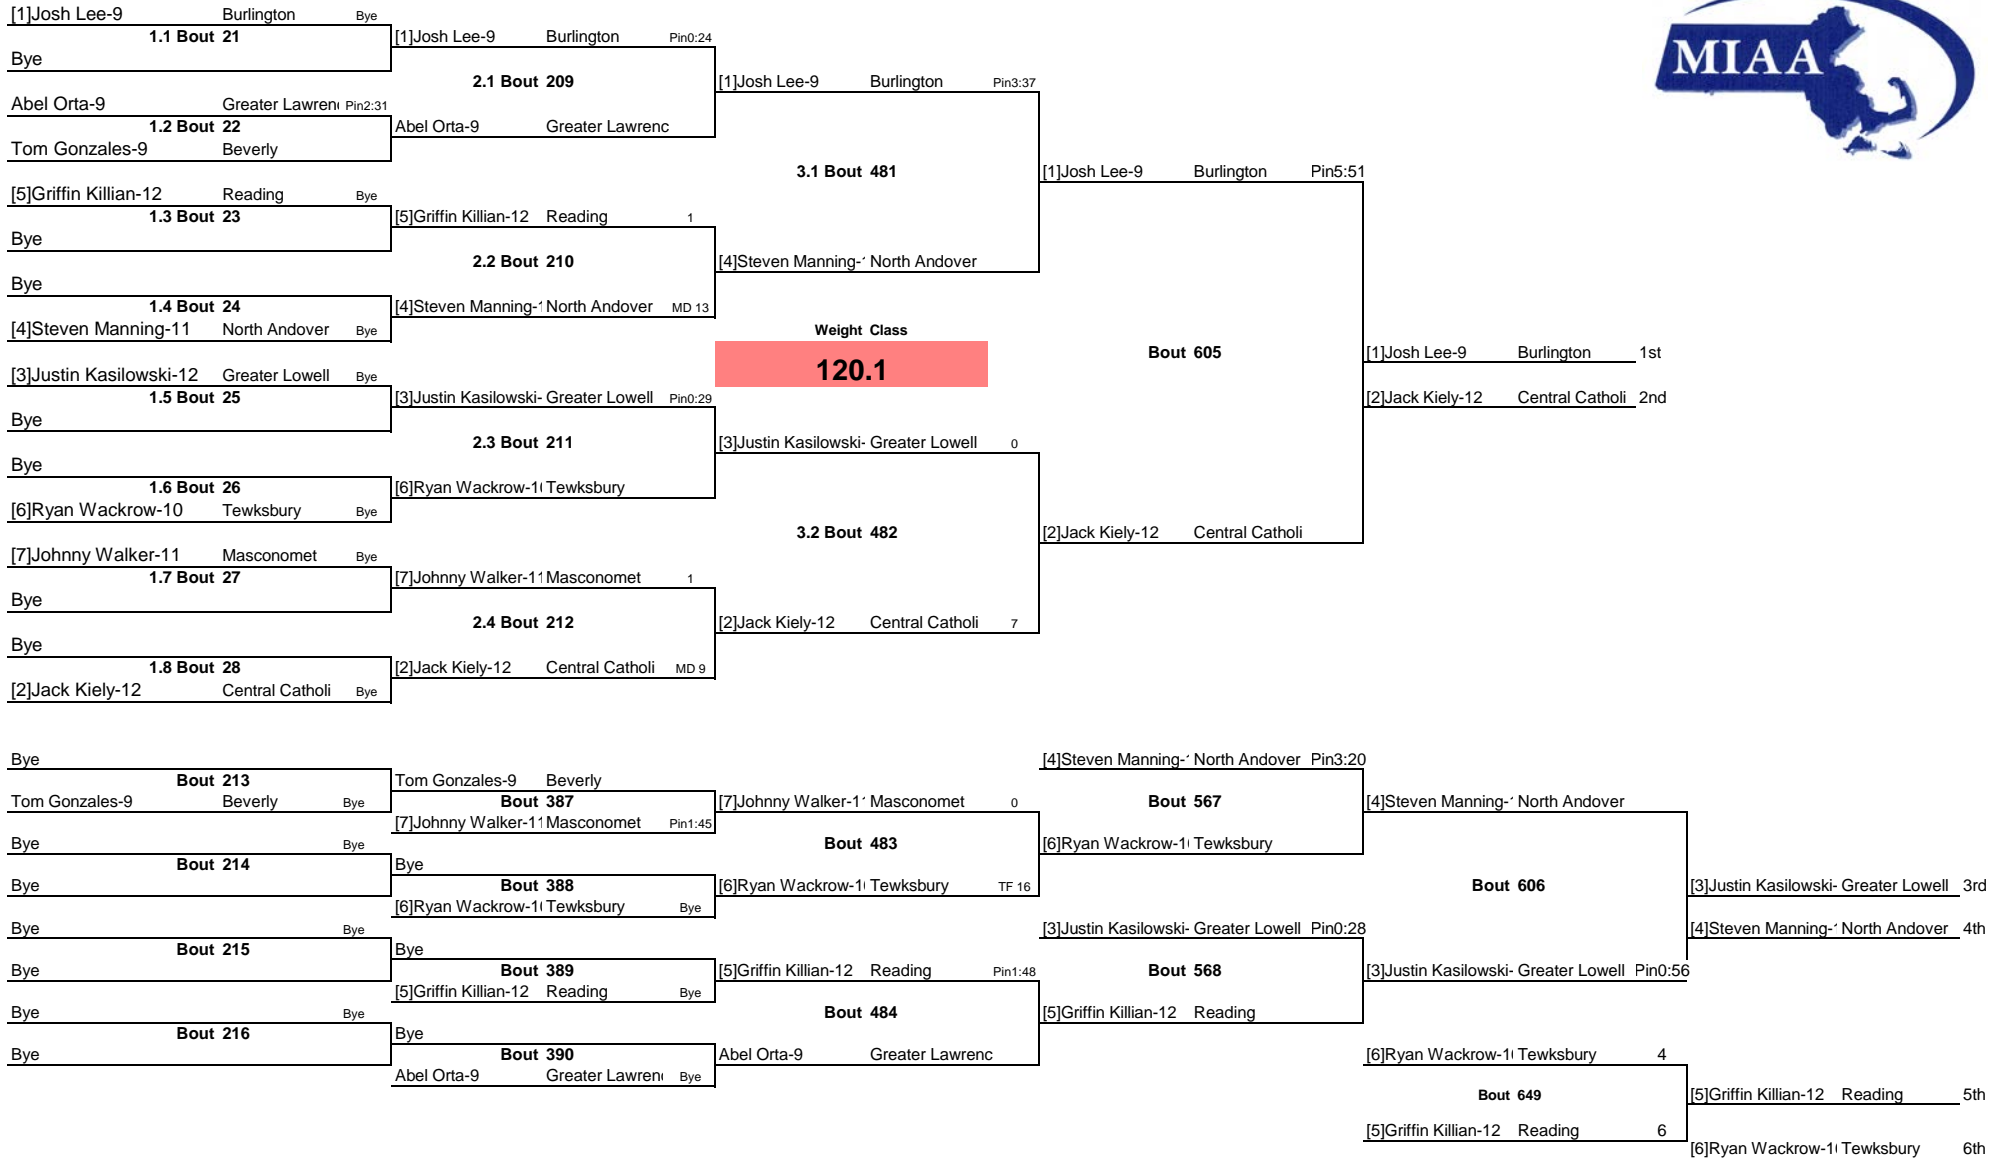 [1]Josh Lee-9 Burlington Bye
1.1 Bout 21
Bye
Abel Orta-9 Greater Lawren Pin2:31
1.2 Bout 22
Tom Gonzales-9 Beverly
[5]Griffin Killian-12 Reading Bye
1.3 Bout 23
Bye
Bye
1.4 Bout 24
[4]Steven Manning-11 North Andover Bye
[3]Justin Kasilowski-12 Greater Lowell Bye
1.5 Bout 25
Bye
Bye
1.6 Bout 26
[6]Ryan Wackrow-10 Tewksbury Bye
[7]Johnny Walker-11 Masconomet Bye
1.7 Bout 27
Bye
Bye
1.8 Bout 28
[2]Jack Kiely-12 Central Catholi Bye
[1]Josh Lee-9 Burlington Pin0:24
2.1 Bout 209
Abel Orta-9 Greater Lawrenc
[5]Griffin Killian-12 Reading 1
2.2 Bout 210
[4]Steven Manning-1 North Andover MD 13
[3]Justin Kasilowski- Greater Lowell Pin0:29
2.3 Bout 211
[6]Ryan Wackrow-1 Tewksbury
[7]Johnny Walker-11 Masconomet 1
2.4 Bout 212
[2]Jack Kiely-12 Central Catholi MD 9
[1]Josh Lee-9 Burlington Pin3:37
3.1 Bout 481
[4]Steven Manning- North Andover
Weight Class
120.1
[3]Justin Kasilowski- Greater Lowell 0
3.2 Bout 482
[2]Jack Kiely-12 Central Catholi 7
MIAA
[1]Josh Lee-9 Burlington Pin5:51
Bout 605
[2]Jack Kiely-12 Central Catholi
[1]Josh Lee-9 Burlington 1st
[2]Jack Kiely-12 Central Catholi 2nd
Bye
Bout 213
Tom Gonzales-9 Beverly Bye
Bye Bye
Bout 214
Bye
Bye Bye
Bout 215
Bye
Bye Bye
Bout 216
Bye
Tom Gonzales-9 Beverly
Bout 387
[7]Johnny Walker-11 Masconomet Pin1:45
Bye
Bout 388
[6]Ryan Wackrow-1 Tewksbury Bye
Bye
Bout 389
[5]Griffin Killian-12 Reading Bye
Bye
Bout 390
Abel Orta-9 Greater Lawren Bye
[7]Johnny Walker-1 Masconomet 0
Bout 483
[6]Ryan Wackrow-1 Tewksbury TF 16
[5]Griffin Killian-12 Reading Pin1:48
Bout 484
Abel Orta-9 Greater Lawrenc
[4]Steven Manning- North Andover Pin3:20
Bout 567
[6]Ryan Wackrow-1 Tewksbury
[3]Justin Kasilowski- Greater Lowell Pin0:28
Bout 568
[5]Griffin Killian-12 Reading
[4]Steven Manning- North Andover
Bout 606
[3]Justin Kasilowski- Greater Lowell Pin0:56
[3]Justin Kasilowski- Greater Lowell 3rd
[4]Steven Manning- North Andover 4th
[6]Ryan Wackrow-1 Tewksbury 4
Bout 649
[5]Griffin Killian-12 Reading 6
[5]Griffin Killian-12 Reading 5th
[6]Ryan Wackrow-1 Tewksbury 6th